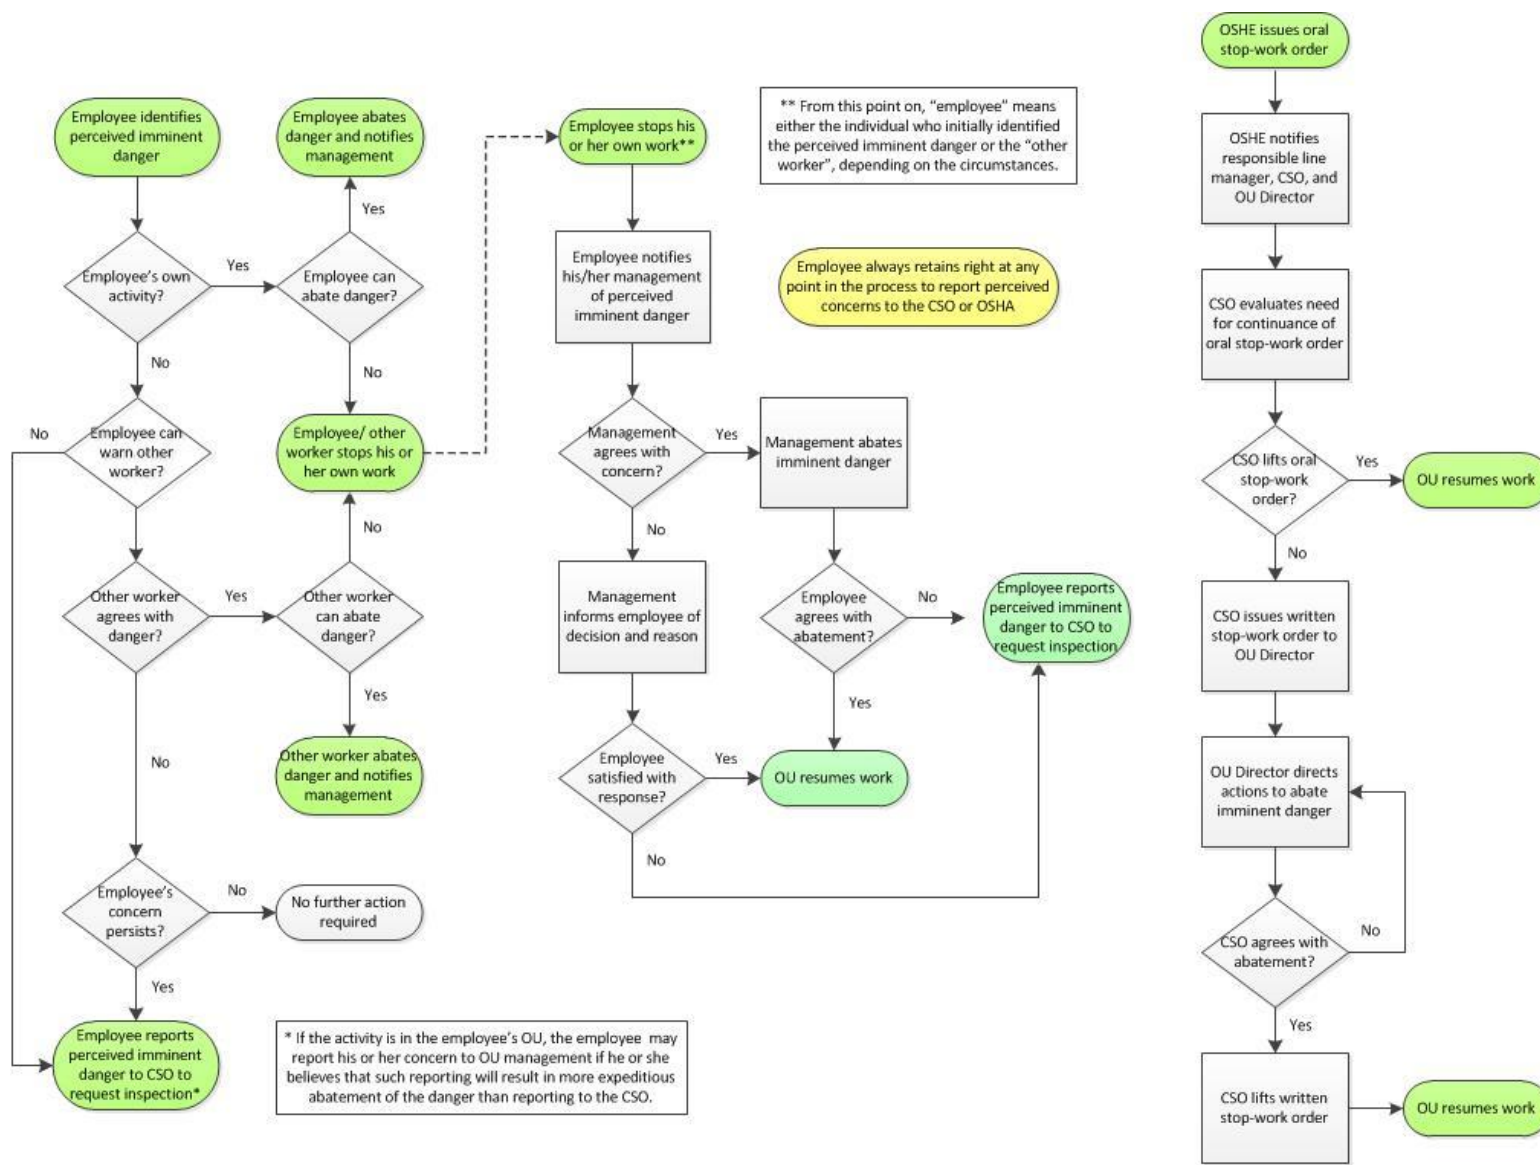 Employee identifies
perceived imminent
danger
Employee's own
activity?
Yes
No
Employee can
abate danger?
Yes
Employee abates
danger and notifies
management
No
Employee can
warn other
worker?
No
Employee/ other
worker stops his or
her own work
Other worker
agrees with
danger?
Yes
No
Other worker
can abate
danger?
No
Yes
Other worker abates
danger and notifies
management
Employee's
concern
persists?
No
No further action
required
Yes
Employee reports
perceived imminent
danger to CSO to
request inspection*
* If the activity is in the employee's OU, the employee may
report his or her concern to OU management if he or she
believes that such reporting will result in more expeditious
abatement of the danger than reporting to the CSO.
Employee stops his
or her own work**
** From this point on, "employee" means
either the individual who initially identified
the perceived imminent danger or the "other
worker", depending on the circumstances.
Employee notifies
his/her management
of perceived
imminent danger
Employee always retains right at any
point in the process to report perceived
concerns to the CSO or OSHA
Management
agrees with
concern?
Yes
Management abates
imminent danger
No
Management
informs employee of
decision and reason
Employee
agrees with
abatement?
No
Employee reports
perceived imminent
danger to CSO to
request inspection
Yes
Employee
satisfied with
response?
Yes
OU resumes work
No
OSHE issues oral
stop-work order
OSHE notifies
responsible line
manager, CSO, and
OU Director
CSO evaluates need
for continuance of
oral stop-work order
CSO lifts oral
stop-work
order?
Yes
OU resumes work
No
CSO issues written
stop-work order to
OU Director
OU Director directs
actions to abate
imminent danger
CSO agrees with
abatement?
No
Yes
CSO lifts written
stop-work order
OU resumes work